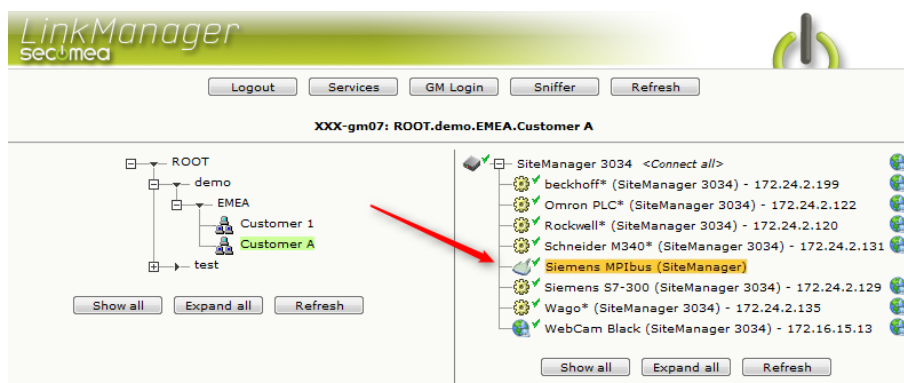 LinkManager
secomea
Logout Services GM Login Sniffer Refresh
XXX-gm07: ROOT.demo.EMEA.Customer A
ROOT
demo
EMEA
Customer 1
Customer A
test
Show all Expand all Refresh
SiteManager 3034 <Connect all>
beckhoff* (SiteManager 3034) - 172.24.2.199
Omron PLC* (SiteManager 3034) - 172.24.2.122
Rockwell* (SiteManager 3034) - 172.24.2.120
Schneider M340* (SiteManager 3034) - 172.24.2.131
Siemens MPIbus (SiteManager)
Siemens S7-300 (SiteManager 3034) - 172.24.2.129
Wago* (SiteManager 3034) - 172.24.2.135
WebCam Black (SiteManager 3034) - 172.16.15.13
Show all Expand all Refresh